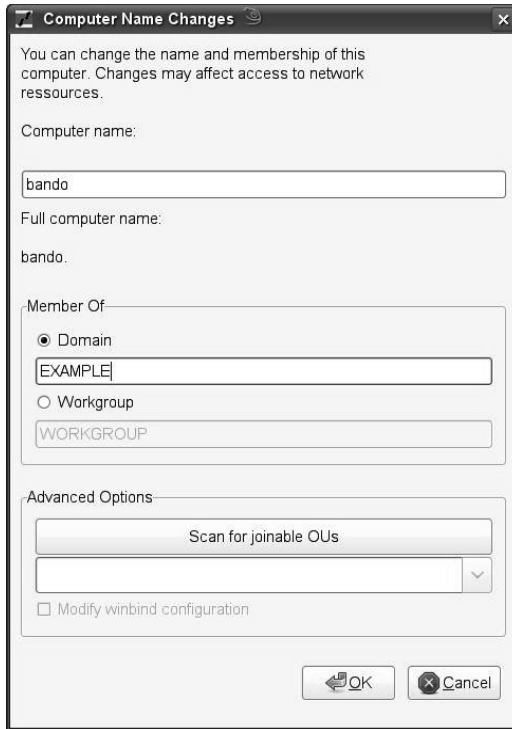 Computer Name Changes
You can change the name and membership of this
computer. Changes may affect access to network
ressources.
Computer name:
bando
Full computer name:
bando.
Member Of
Domain
EXAMPLE
Workgroup
WORKGROUP
Advanced Options
Scan for joinable OUs
Modify winbind configuration
OK
Cancel